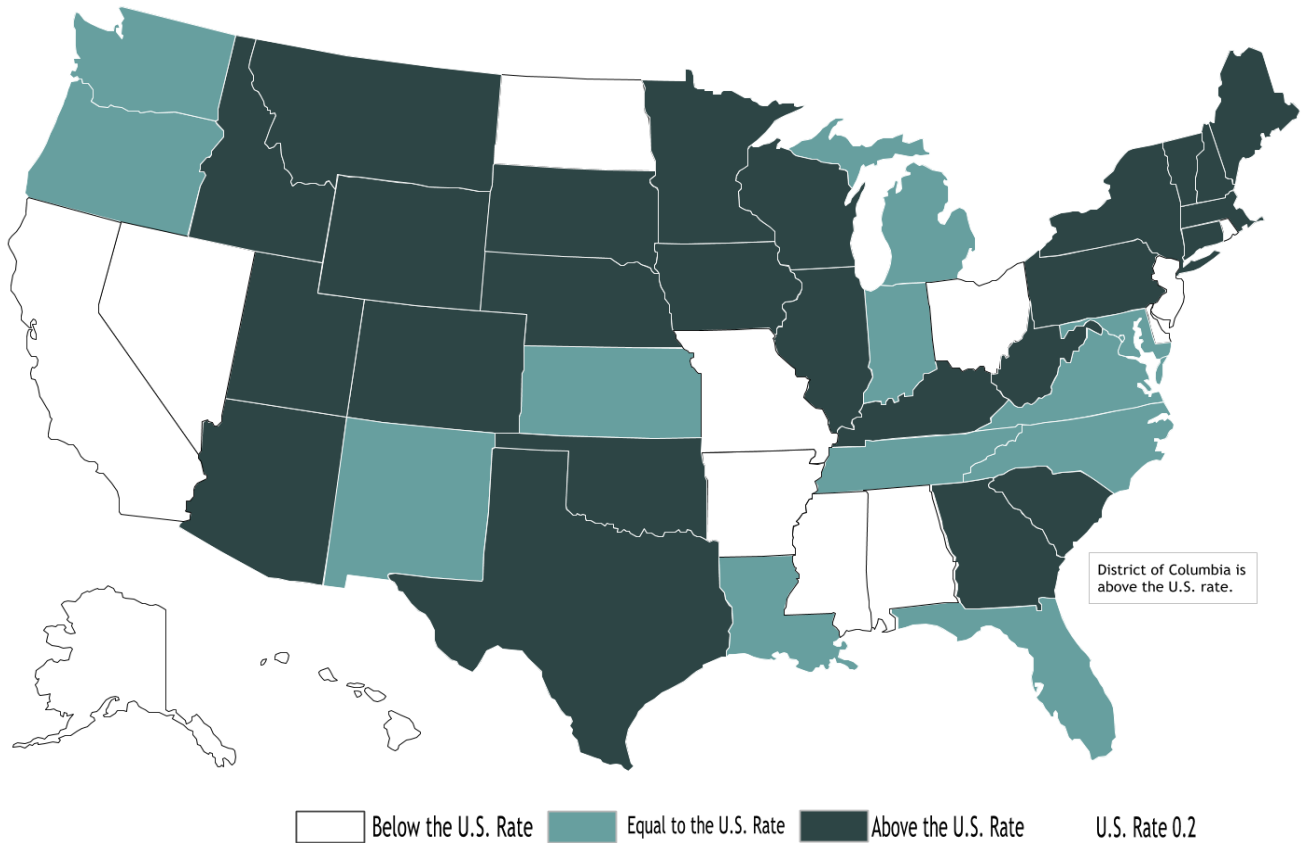 District of Columbia is
above the U.S. rate.
Below the U.S. Rate
Equal to the U.S. Rate
Above the U.S. Rate
U.S. Rate 0.2